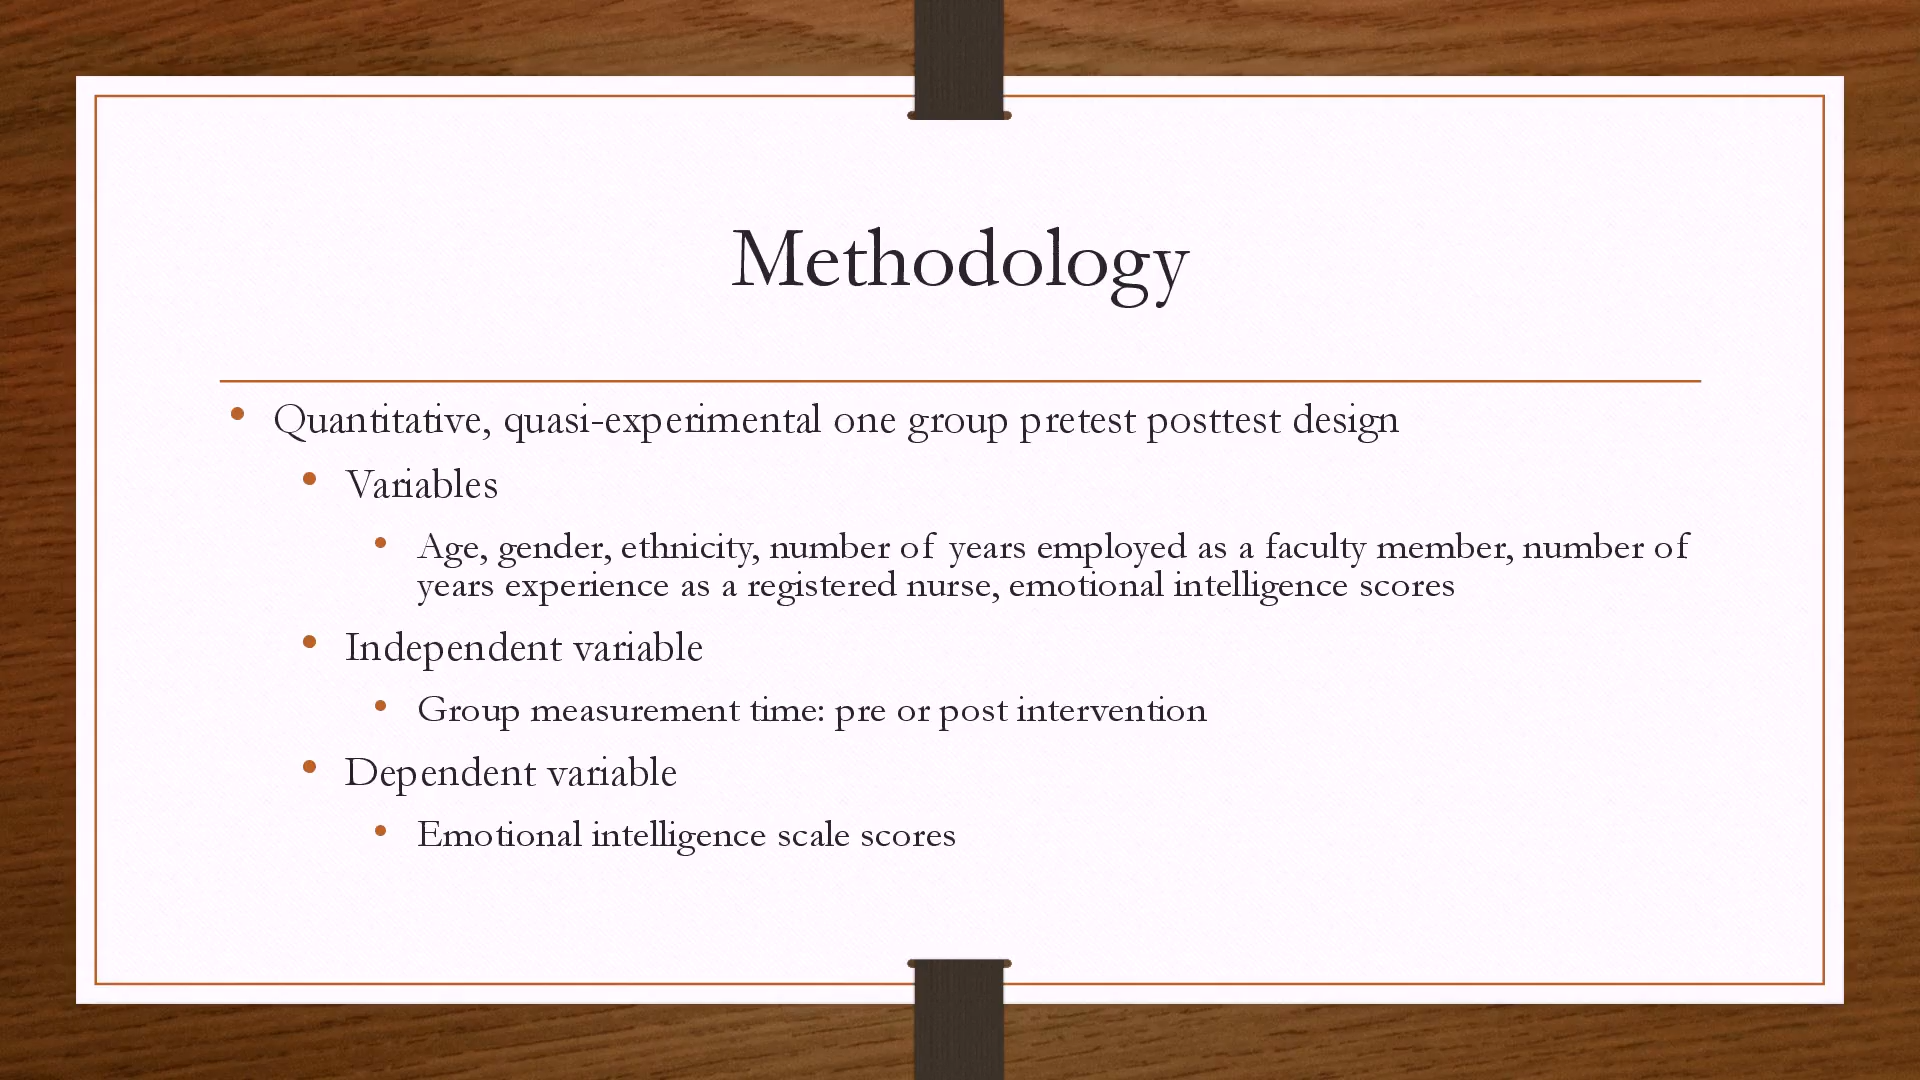 Methodology
• Quantitative, quasi-experimental one group pretest posttest design
• Variables
• Age, gender, ethnicity, number of years employed as a faculty member, number of
years experience as a registered nurse, emotional intelligence scores
• Independent variable
• Group measurement time: pre or post intervention
• Dependent variable
• Emotional intelligence scale scores